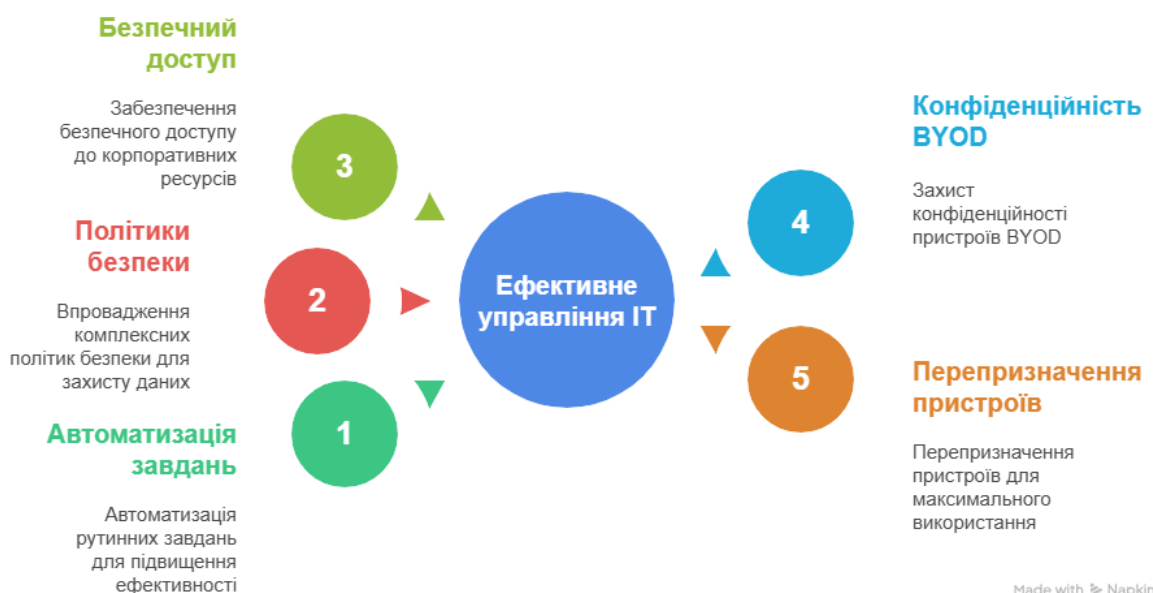 Безпечний
доступ
Забезпечення
безпечного доступу
до корпоративних
ресурсів
3
Політики
безпеки
Впровадження
комплексних
політик безпеки для
захисту даних
2
Автоматизація
завдань
Автоматизація
рутинних завдань
для підвищення
ефективності
1
Ефективне
управління ІТ
4
Конфіденційність
BYOD
Захист
конфіденційності
пристроїв BYOD
5
Перепризначення
пристроїв
Перепризначення
пристроїв для
максимального
використання
Made with Napkin